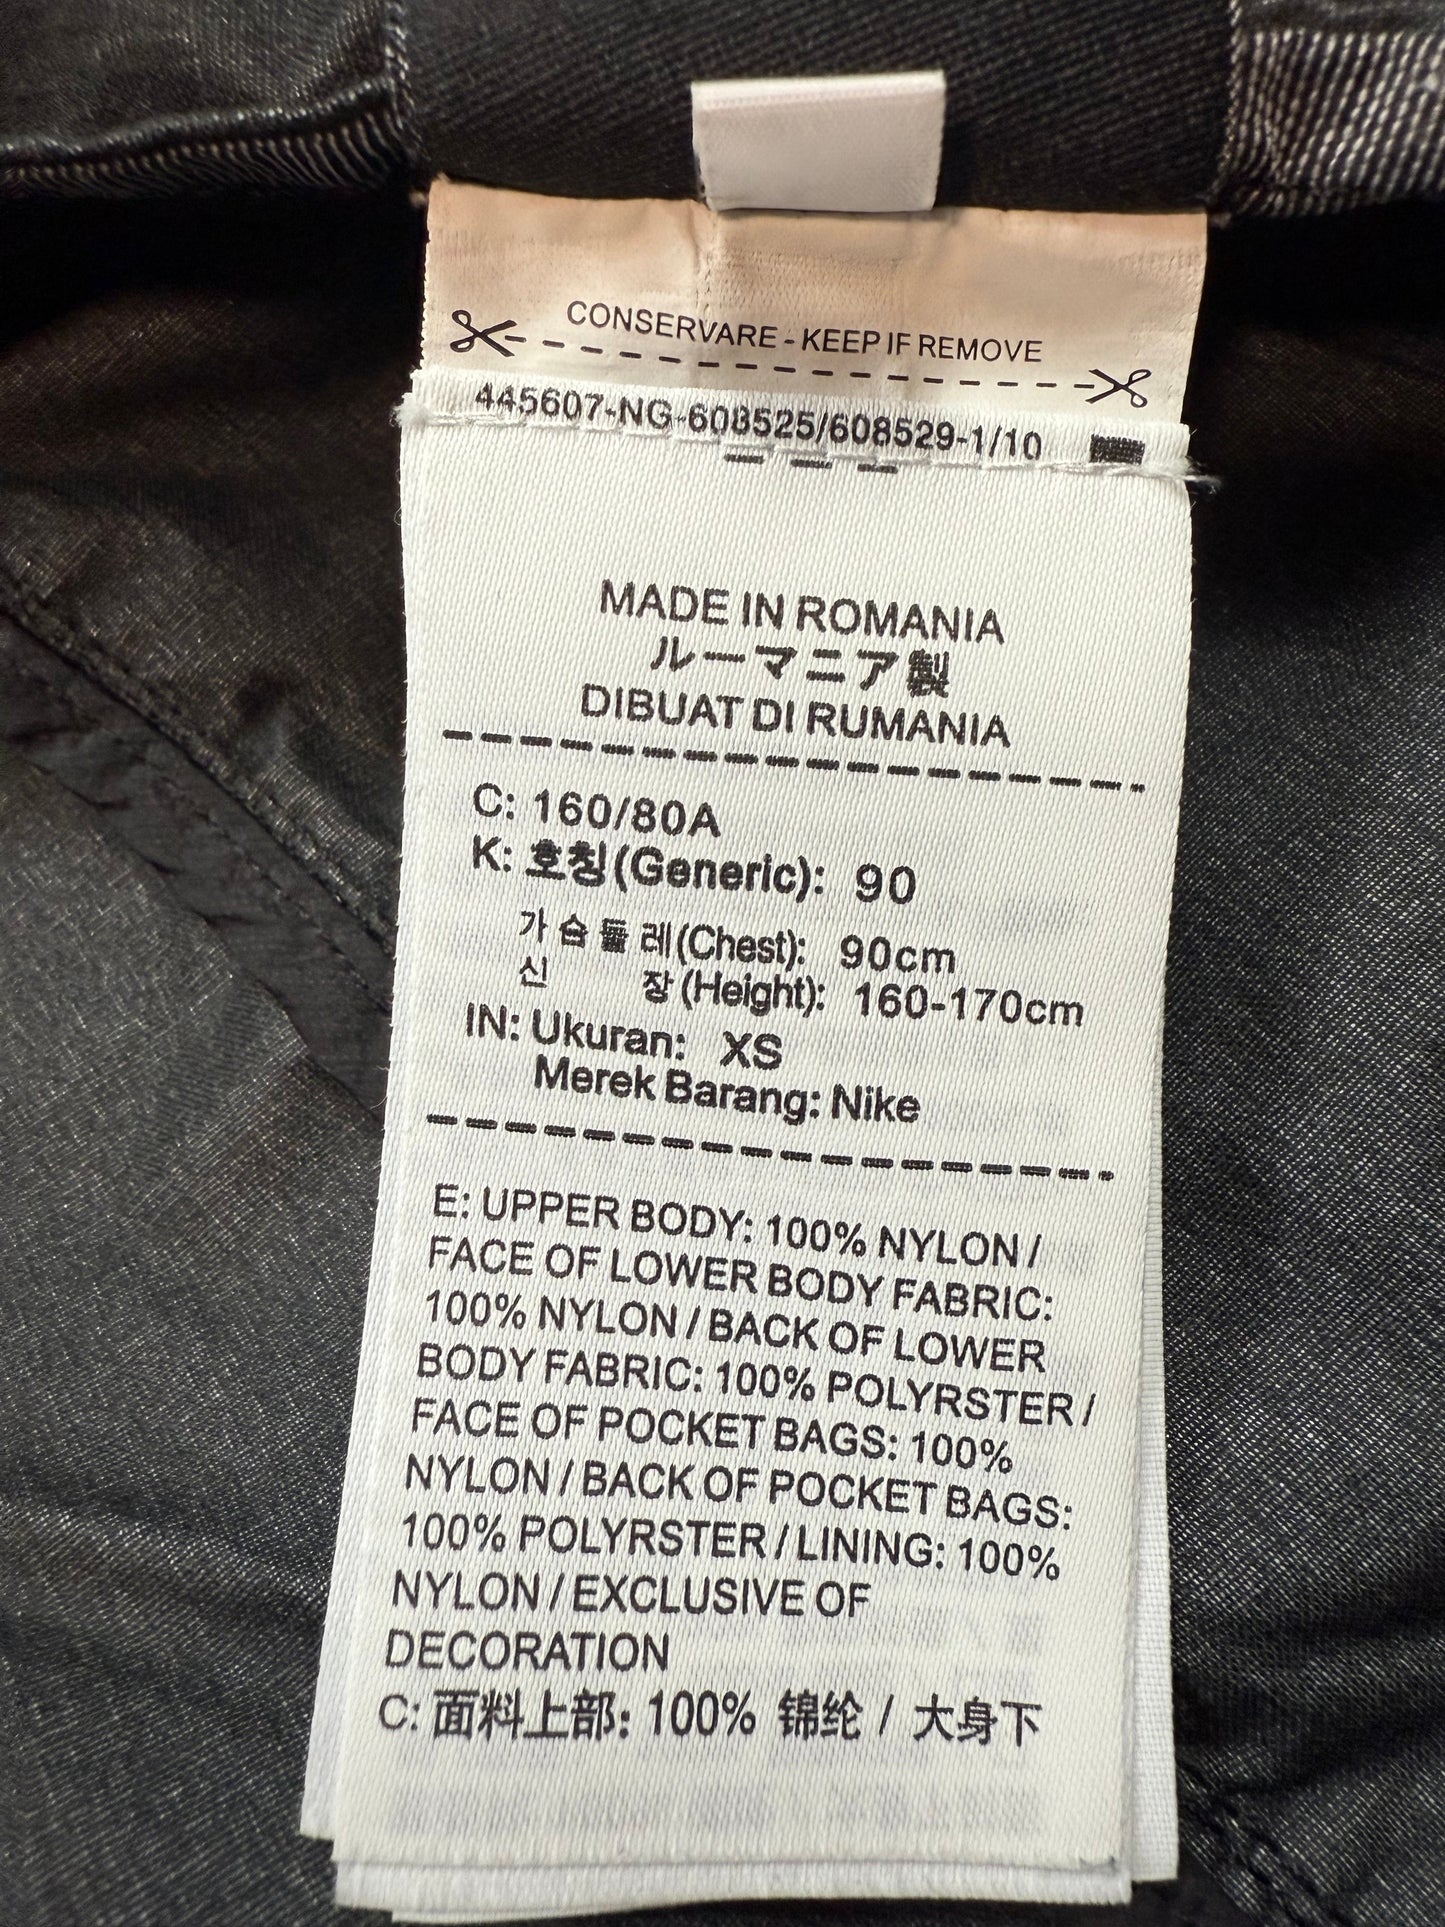 CONSERVARE - KEEP IF REMOVE
445607-NG-608525/608529-1/10
MADE IN ROMANIA
ルーマニア製
DIBUAT DI RUMANIA
C: 160/80A
K: 호칭(Generic): 90
가슴둘레(Chest): 90cm
신 장(Height): 160-170cm
IN: Ukuran: XS
Merek Barang: Nike
E: UPPER BODY: 100% NYLON /
FACE OF LOWER BODY FABRIC:
100% NYLON / BACK OF LOWER
BODY FABRIC: 100% POLYRSTER /
FACE OF POCKET BAGS: 100%
NYLON / BACK OF POCKET BAGS:
100% POLYRSTER / LINING: 100%
NYLON / EXCLUSIVE OF
DECORATION
C: 面料上部: 100% 锦纶 / 大身下